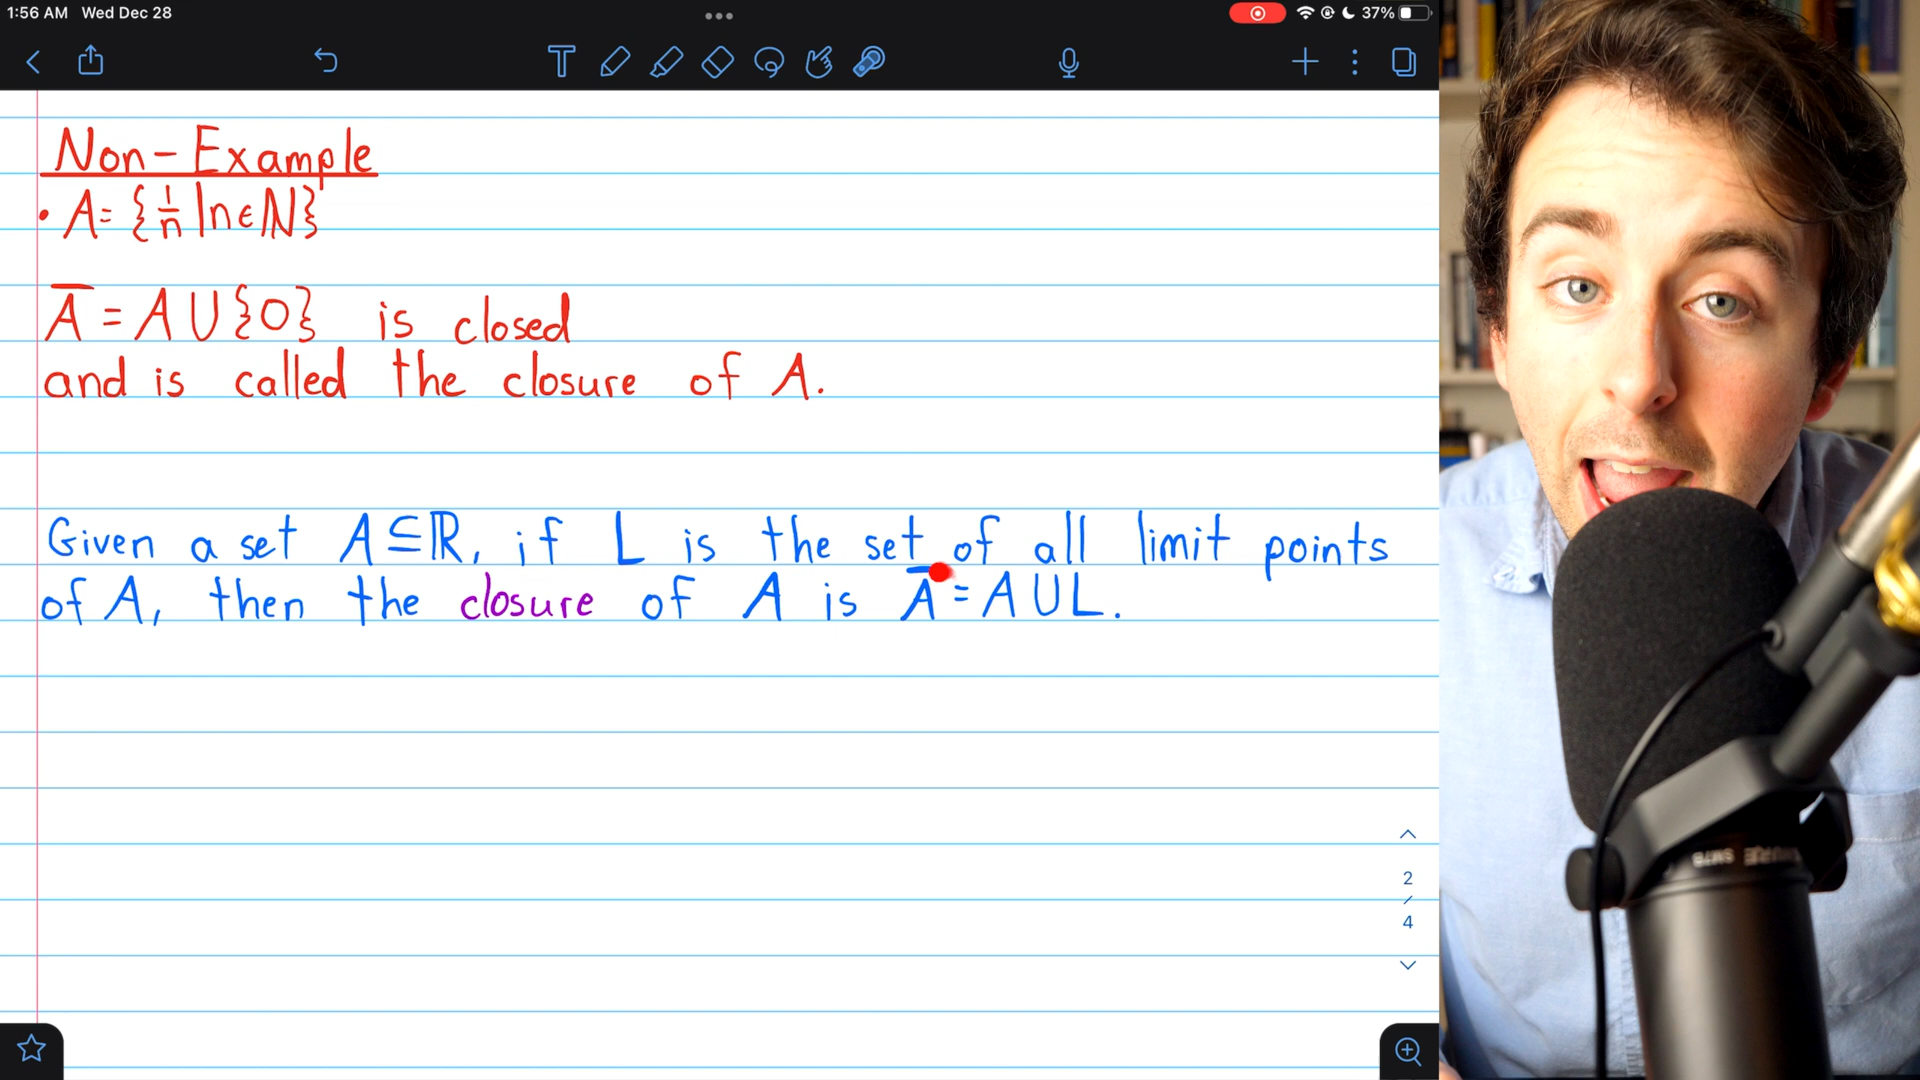 1:56 AM Wed Dec 28
37%
Non-Example
• A = {1/n | n ∈ ℕ}
A̅ = A ∪ {0} is closed
and is called the closure of A.
Given a set A ⊆ ℝ, if L is the set of all limit points
of A, then the closure of A is A̅ = A ∪ L.
2
/
4